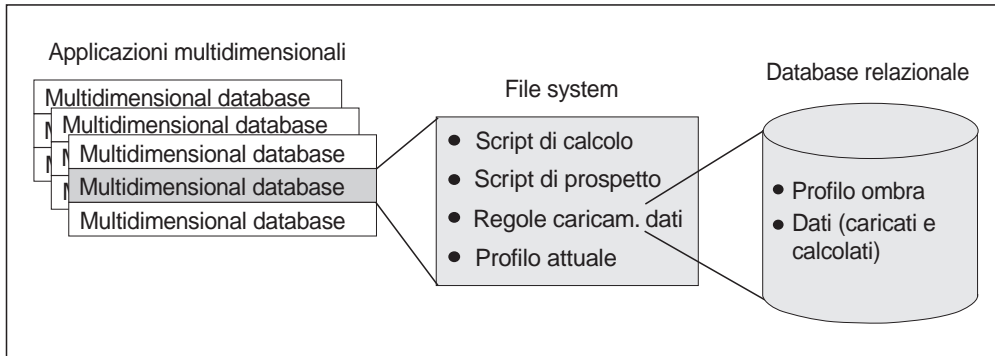 Applicazioni multidimensionali
Multidimensional database
Multidimensional database
Multidimensional database
Multidimensional database
Multidimensional database
File system
Script di calcolo
Script di prospetto
Regole caricam. dati
Profilo attuale
Database relazionale
Profilo ombra
Dati (caricati e
calcolati)